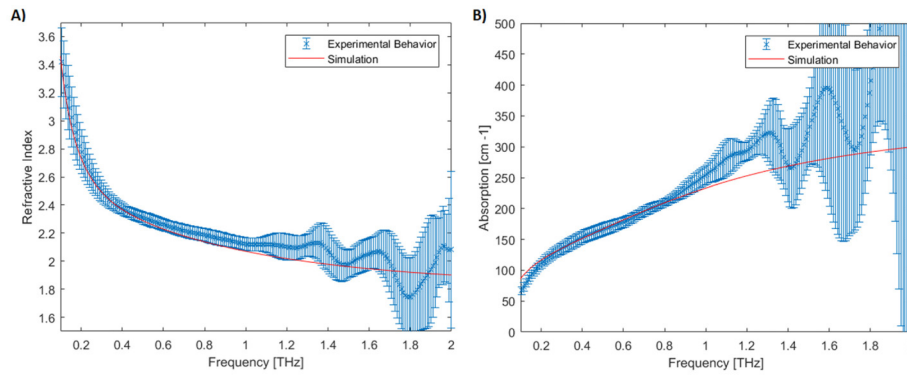 A)
3.6
3.4
3.2
3
2.8
2.6
2.4
2.2
2
1.8
1.6
Refractive Index
Experimental Behavior
Simulation
0.2 0.4 0.6 0.8 1 1.2 1.4 1.6 1.8 2
Frequency [THz]
B)
500
450
400
350
300
250
200
150
100
50
0
Absorption [cm -1]
Experimental Behavior
Simulation
0.2 0.4 0.6 0.8 1 1.2 1.4 1.6 1.8
Frequency [THz]